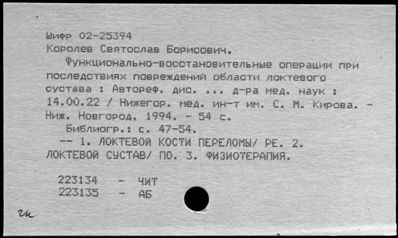 Шифр 02-25394
Королев Святослав Борисович.
Функционально-восстановительные операции при
последствиях повреждений области локтевого
сустава : Автореф. дис. ... д-ра мед. наук :
14.00.22 / Нижегор. мед. ин-т им. С. М. Кирова. -
Ниж. Новгород, 1994. - 54 с.
Библиогр.: с. 47-54.
-- 1. ЛОКТЕВОЙ КОСТИ ПЕРЕЛОМЫ/ РЕ. 2.
ЛОКТЕВОЙ СУСТАВ/ ПО. 3. ФИЗИОТЕРАПИЯ.
223134 - ЧИТ
223135 - АБ